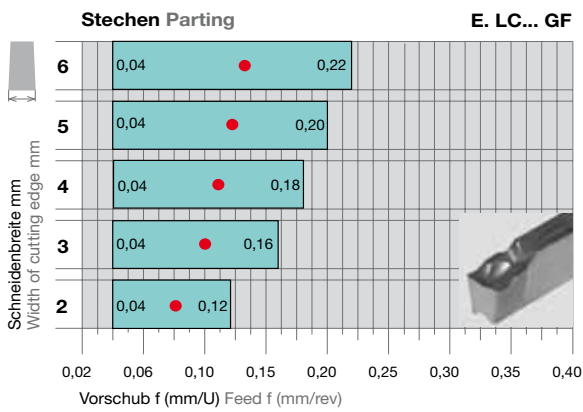 Stechen Parting
E. LC... GF
6
0,04
0,22
5
0,04
0,20
4
0,04
0,18
3
0,04
0,16
2
0,04
0,12
Schneidenbreite mm
Width of cutting edge mm
0,02 0,06 0,10 0,15 0,20 0,25 0,30 0,35 0,40
Vorschub f (mm/U) Feed f (mm/rev)